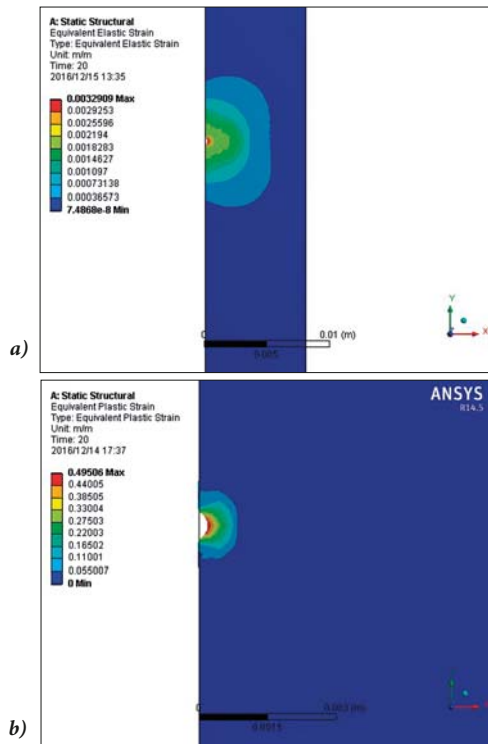 A: Static Structural
Equivalent Elastic Strain
Type: Equivalent Elastic Strain
Unit: m/m
Time: 20
2016/12/15 13:35
0.0032909 Max
0.0029253
0.0025596
0.002194
0.0018283
0.0014627
0.001097
0.00073138
0.00036573
7.4868e-8 Min
Y
X
0
0.01 (m)
0.005
a)
A: Static Structural
Equivalent Plastic Strain
Type: Equivalent Plastic Strain
Unit: m/m
Time: 20
2016/12/14 17:37
ANSYS
R14.5
0.49506 Max
0.44005
0.38505
0.33004
0.27503
0.22003
0.16502
0.11001
0.055007
0 Min
0
0.003 (m)
0.0015
b)